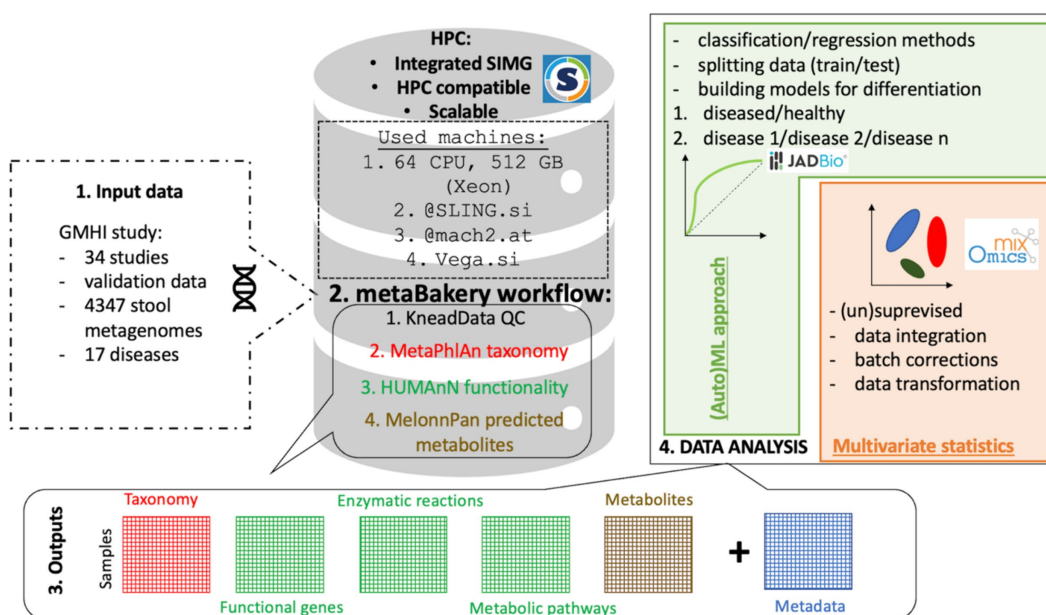 HPC:
• Integrated SIMG
• HPC compatible
• Scalable
S
Used machines:
1. 64 CPU, 512 GB
(Xeon)
2. @SLING.si
3. @mach2.at
4. Vega.si
1. Input data
GMHI study:
- 34 studies
- validation data
- 4347 stool
metagenomes
- 17 diseases
2. metaBakery workflow:
1. KneadData QC
2. MetaPhlAn taxonomy
3. HUMAnN functionality
4. MelonnPan predicted
metabolites
- classification/regression methods
- splitting data (train/test)
- building models for differentiation
1. diseased/healthy
2. disease 1/disease 2/disease n
JADBio®
(Auto)ML approach
mix
Omics
- (un)suprevised
- data integration
- batch corrections
- data transformation
4. DATA ANALYSIS
Multivariate statistics
3. Outputs
Samples
Taxonomy
Enzymatic reactions
Metabolites
+
Functional genes
Metabolic pathways
Metadata